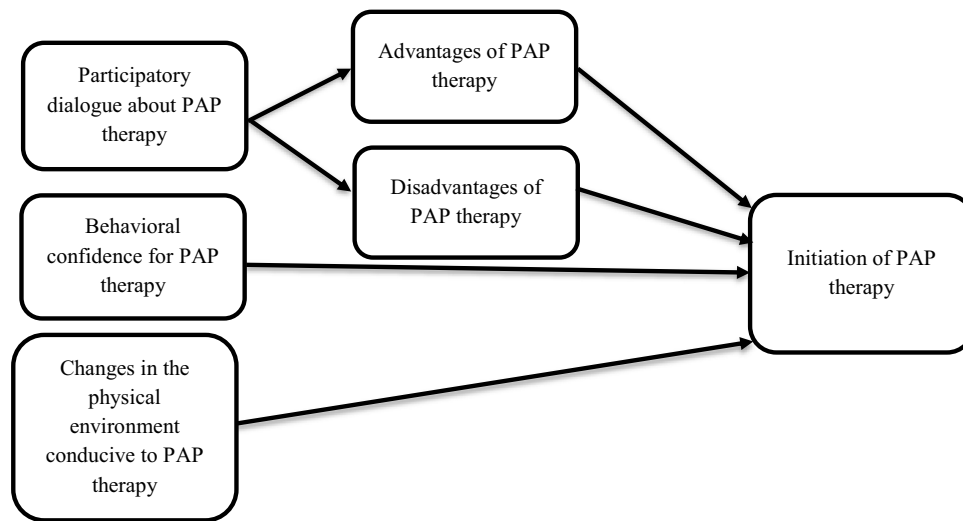 Participatory
dialogue about PAP
therapy
Advantages of PAP
therapy
Disadvantages of
PAP therapy
Behavioral
confidence for PAP
therapy
Changes in the
physical
environment
conducive to PAP
therapy
Initiation of PAP
therapy